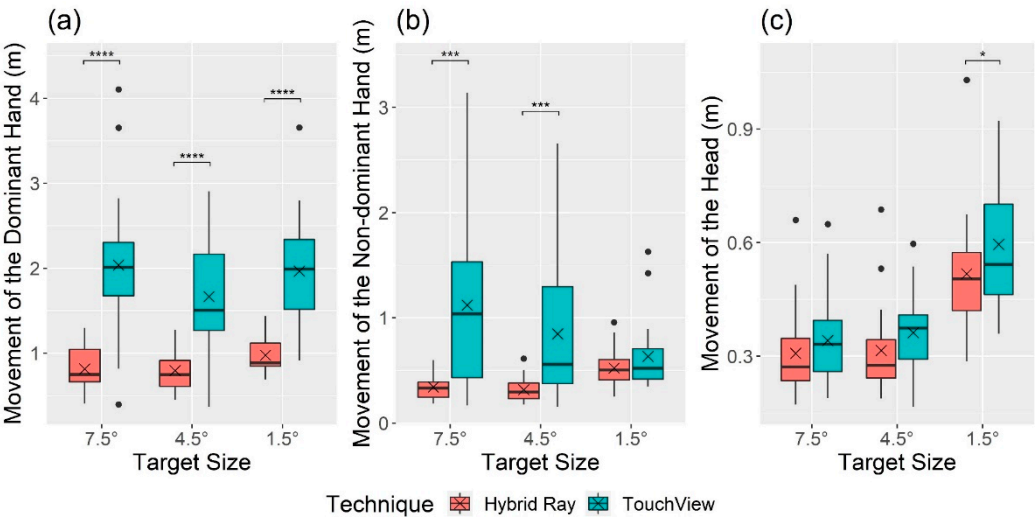 (a)
Movement of the Dominant Hand (m)
4
3
2
1
****
****
****
7.5°
4.5°
1.5°
Target Size
(b)
Movement of the Non-dominant Hand (m)
3
2
1
0
***
***
7.5°
4.5°
1.5°
Target Size
(c)
Movement of the Head (m)
0.9
0.6
0.3
*
7.5°
4.5°
1.5°
Target Size
Technique Hybrid Ray TouchView